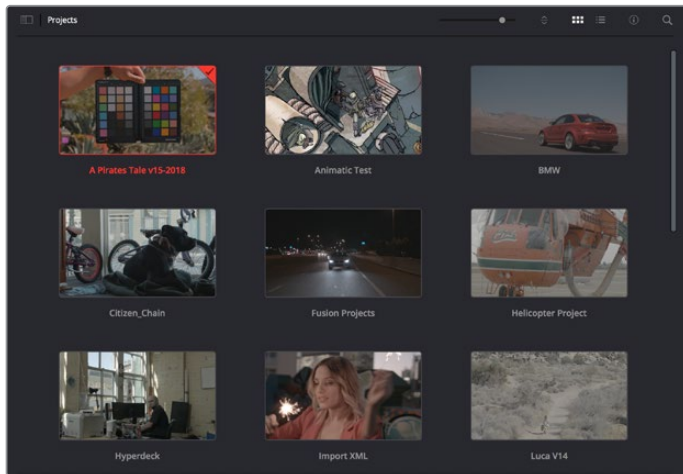 Projects
A Pirates Tale v15-2018
Animatic Test
BMW
Citizen_Chain
Fusion Projects
Helicopter Project
Hyperdeck
Import XML
Luca V14